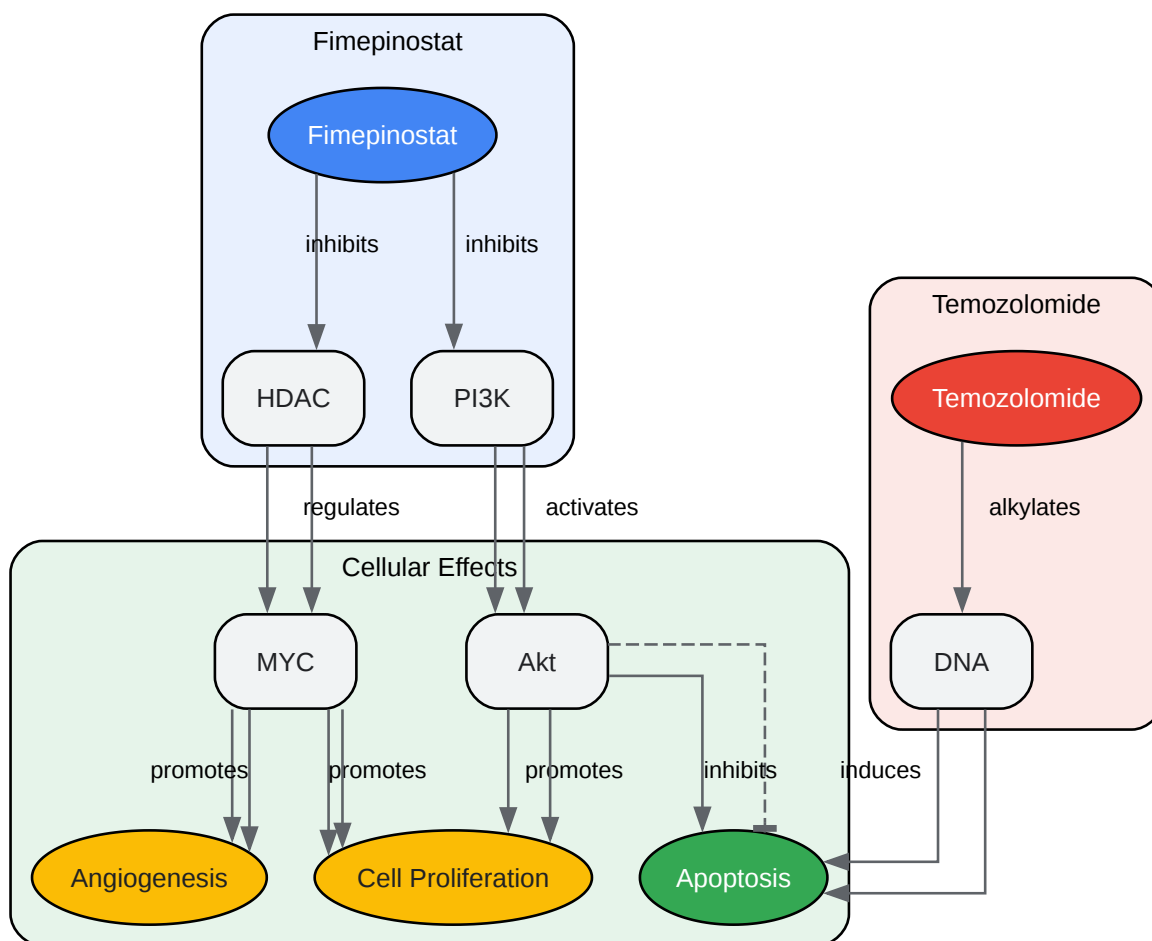 Fimepinostat
Fimepinostat
inhibits
inhibits
Temozolomide
Temozolomide
HDAC
PI3K
regulates
activates
alkylates
Cellular Effects
MYC
Akt
DNA
promotes
promotes
promotes
inhibits
induces
Angiogenesis
Cell Proliferation
Apoptosis